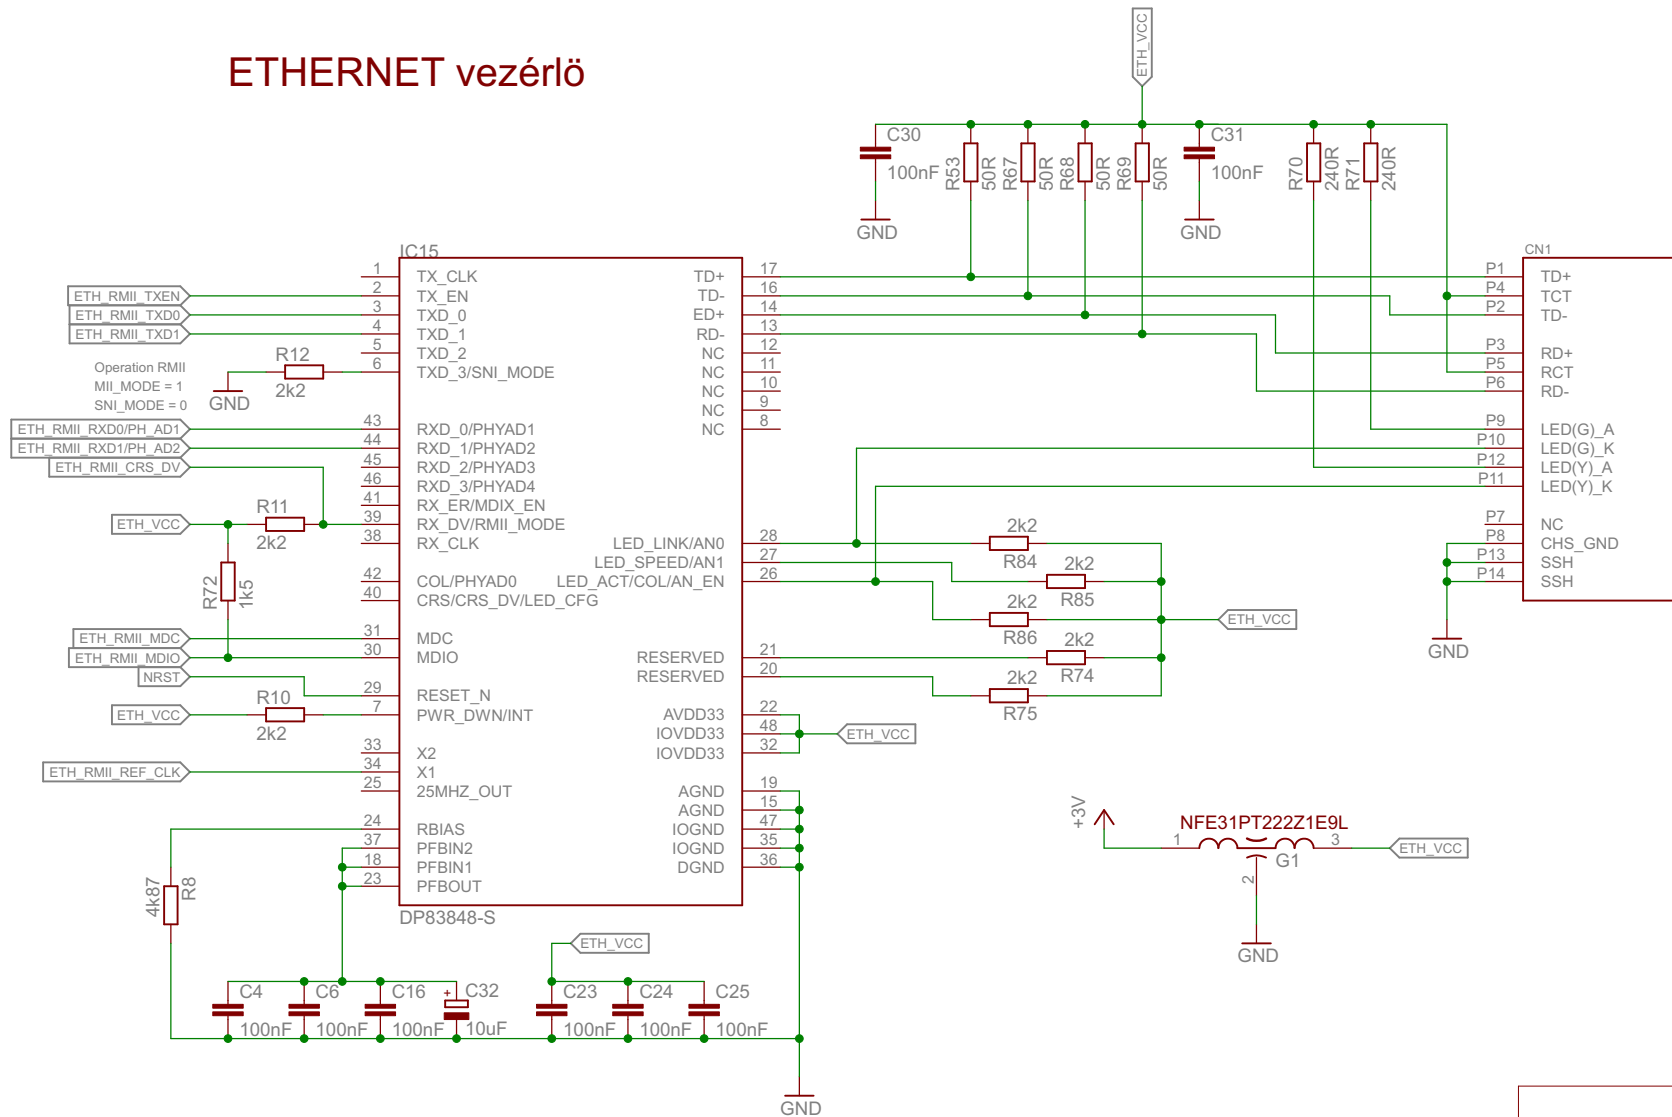 ETHERNET vezérlö
ETH_VCC
C30
100nF
GND
R53
50R
R67
50R
R68
50R
R69
50R
C31
100nF
GND
R70
240R
R71
240R
IC15
1 TX_CLK
2 TX_EN
3 TXD_0
4 TXD_1
5 TXD_2
6 TXD_3/SNI_MODE
43 RXD_0/PHYAD1
44 RXD_1/PHYAD2
45 RXD_2/PHYAD3
46 RXD_3/PHYAD4
41 RX_ER/MDIX_EN
39 RX_DV/RMII_MODE
38 RX_CLK
42 COL/PHYAD0
40 CRS/CRS_DV/LED_CFG
31 MDC
30 MDIO
29 RESET_N
7 PWR_DWN/INT
33 X2
34 X1
25 25MHZ_OUT
24 RBIAS
37 PFBIN2
18 PFBIN1
23 PFBOUT
TD+ 17
TD- 16
ED+ 14
RD- 13
NC 12
NC 11
NC 10
NC 9
NC 8
LED_LINK/AN0 28
LED_SPEED/AN1 27
LED_ACT/COL/AN_EN 26
RESERVED 21
RESERVED 20
AVDD33 22
IOVDD33 48
IOVDD33 32
AGND 19
AGND 15
IOGND 47
IOGND 35
DGND 36
DP83848-S
ETH_RMII_TXEN
ETH_RMII_TXD0
ETH_RMII_TXD1
Operation RMII
MII_MODE = 1
SNI_MODE = 0
GND
R12
2k2
ETH_RMII_RXD0/PH_AD1
ETH_RMII_RXD1/PH_AD2
ETH_RMII_CRS_DV
ETH_VCC
R11
2k2
R72
1k5
ETH_RMII_MDC
ETH_RMII_MDIO
NRST
ETH_VCC
R10
2k2
ETH_RMII_REF_CLK
4k87
R8
CN1
P1 TD+
P4 TCT
P2 TD-
P3 RD+
P5 RCT
P6 RD-
P9 LED(G)_A
P10 LED(G)_K
P12 LED(Y)_A
P11 LED(Y)_K
P7 NC
P8 CHS_GND
P13 SSH
P14 SSH
GND
2k2
R84
2k2
R85
2k2
R86
2k2
R74
2k2
R75
ETH_VCC
ETH_VCC
+3V
NFE31PT222Z1E9L
1 3
G1
2
ETH_VCC
GND
ETH_VCC
C4
100nF
C6
100nF
C16
100nF
+ C32
10uF
C23
100nF
C24
100nF
C25
100nF
GND